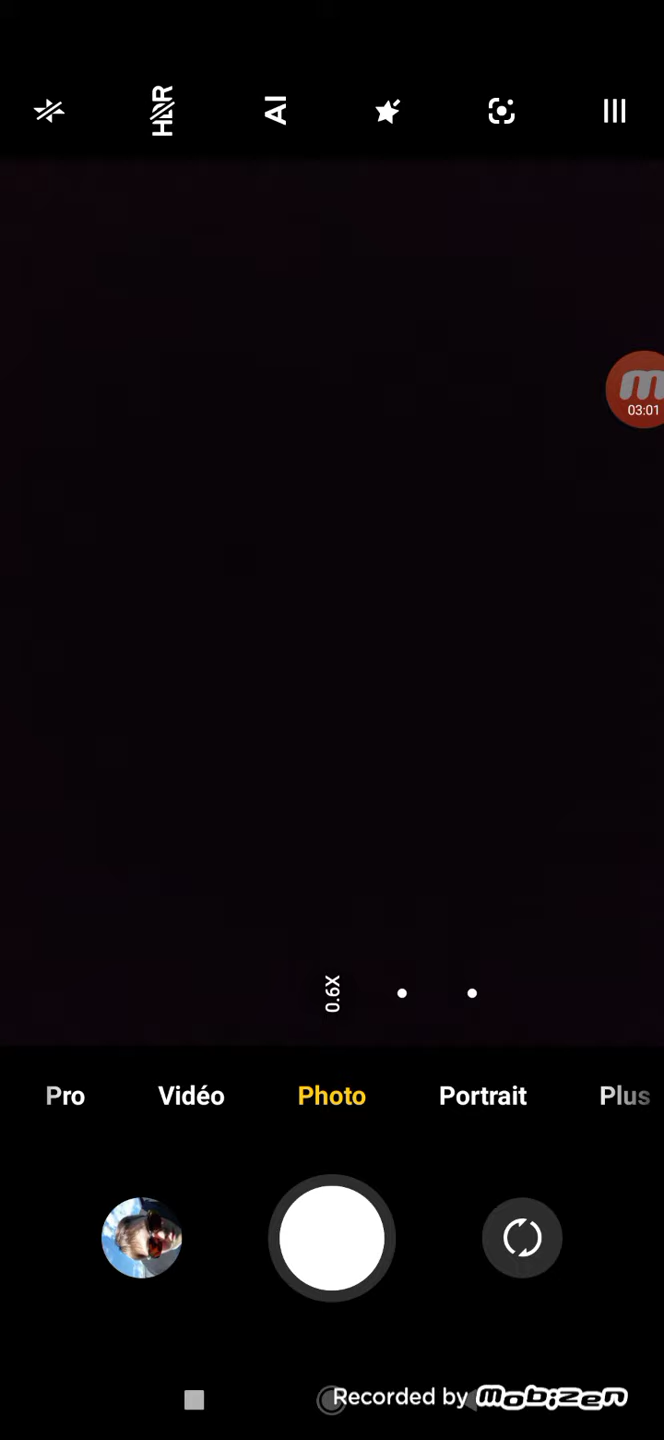 HDR
AI
m
03:01
0.6X
Pro Vidéo Photo Portrait Plus
Recorded by mobizen